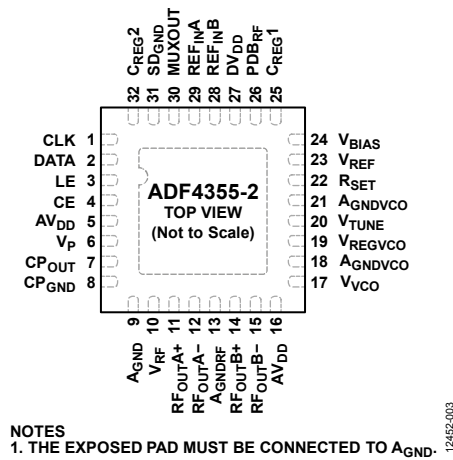 CREG2
SDGND
MUXOUT
REFINA
REFINB
DVDD
PDBRF
CREG1
32 31 30 29 28 27 26 25
CLK 1
DATA 2
LE 3
CE 4
AVDD 5
VP 6
CPOUT 7
CPGND 8
ADF4355-2
TOP VIEW
(Not to Scale)
24 VBIAS
23 VREF
22 RSET
21 AGNDVCO
20 VTUNE
19 VREGVCO
18 AGNDVCO
17 VVCO
9 10 11 12 13 14 15 16
AGND
VRF
RFOUTA+
RFOUTA−
AGNDRF
RFOUTB+
RFOUTB−
AVDD
NOTES
1. THE EXPOSED PAD MUST BE CONNECTED TO AGND.
12452-003